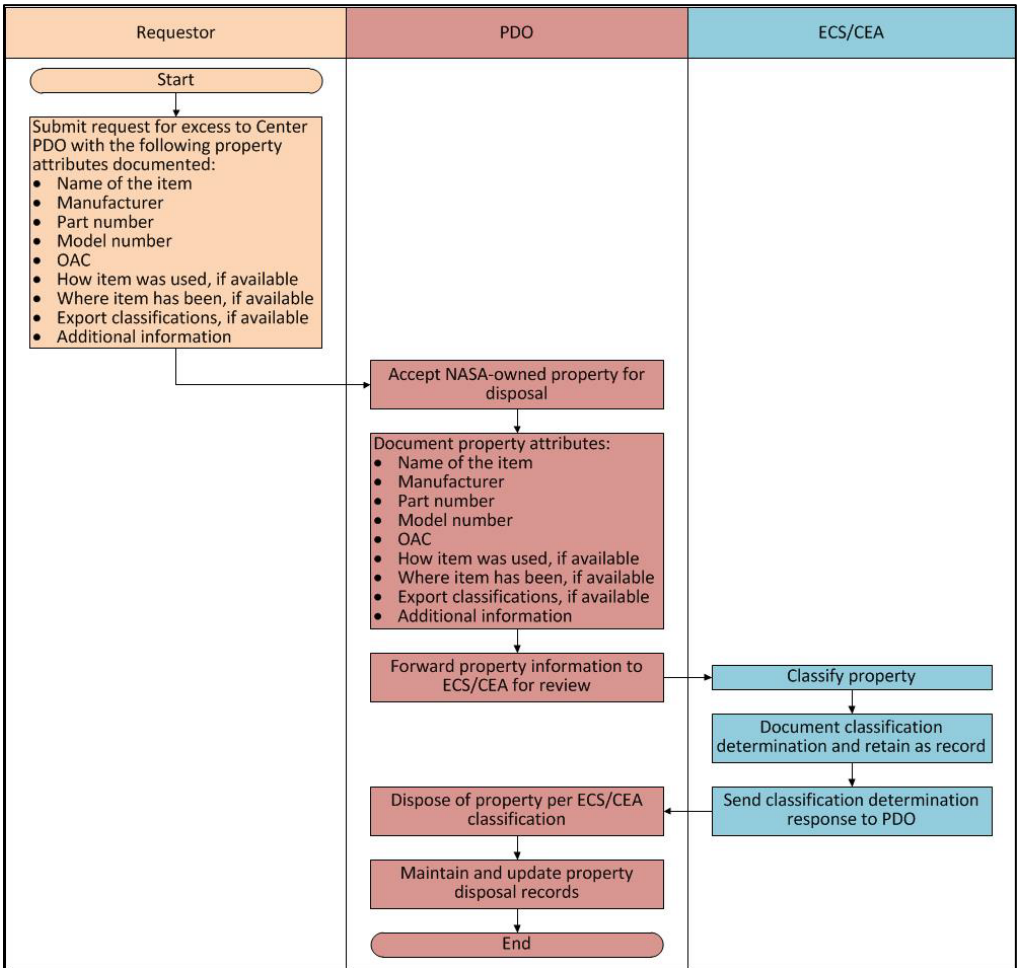 Requestor
PDO
ECS/CEA
Start
Submit request for excess to Center
PDO with the following property
attributes documented:
• Name of the item
• Manufacturer
• Part number
• Model number
• OAC
• How item was used, if available
• Where item has been, if available
• Export classifications, if available
• Additional information
Accept NASA-owned property for
disposal
Document property attributes:
• Name of the item
• Manufacturer
• Part number
• Model number
• OAC
• How item was used, if available
• Where item has been, if available
• Export classifications, if available
• Additional information
Forward property information to
ECS/CEA for review
Classify property
Document classification
determination and retain as record
Send classification determination
response to PDO
Dispose of property per ECS/CEA
classification
Maintain and update property
disposal records
End